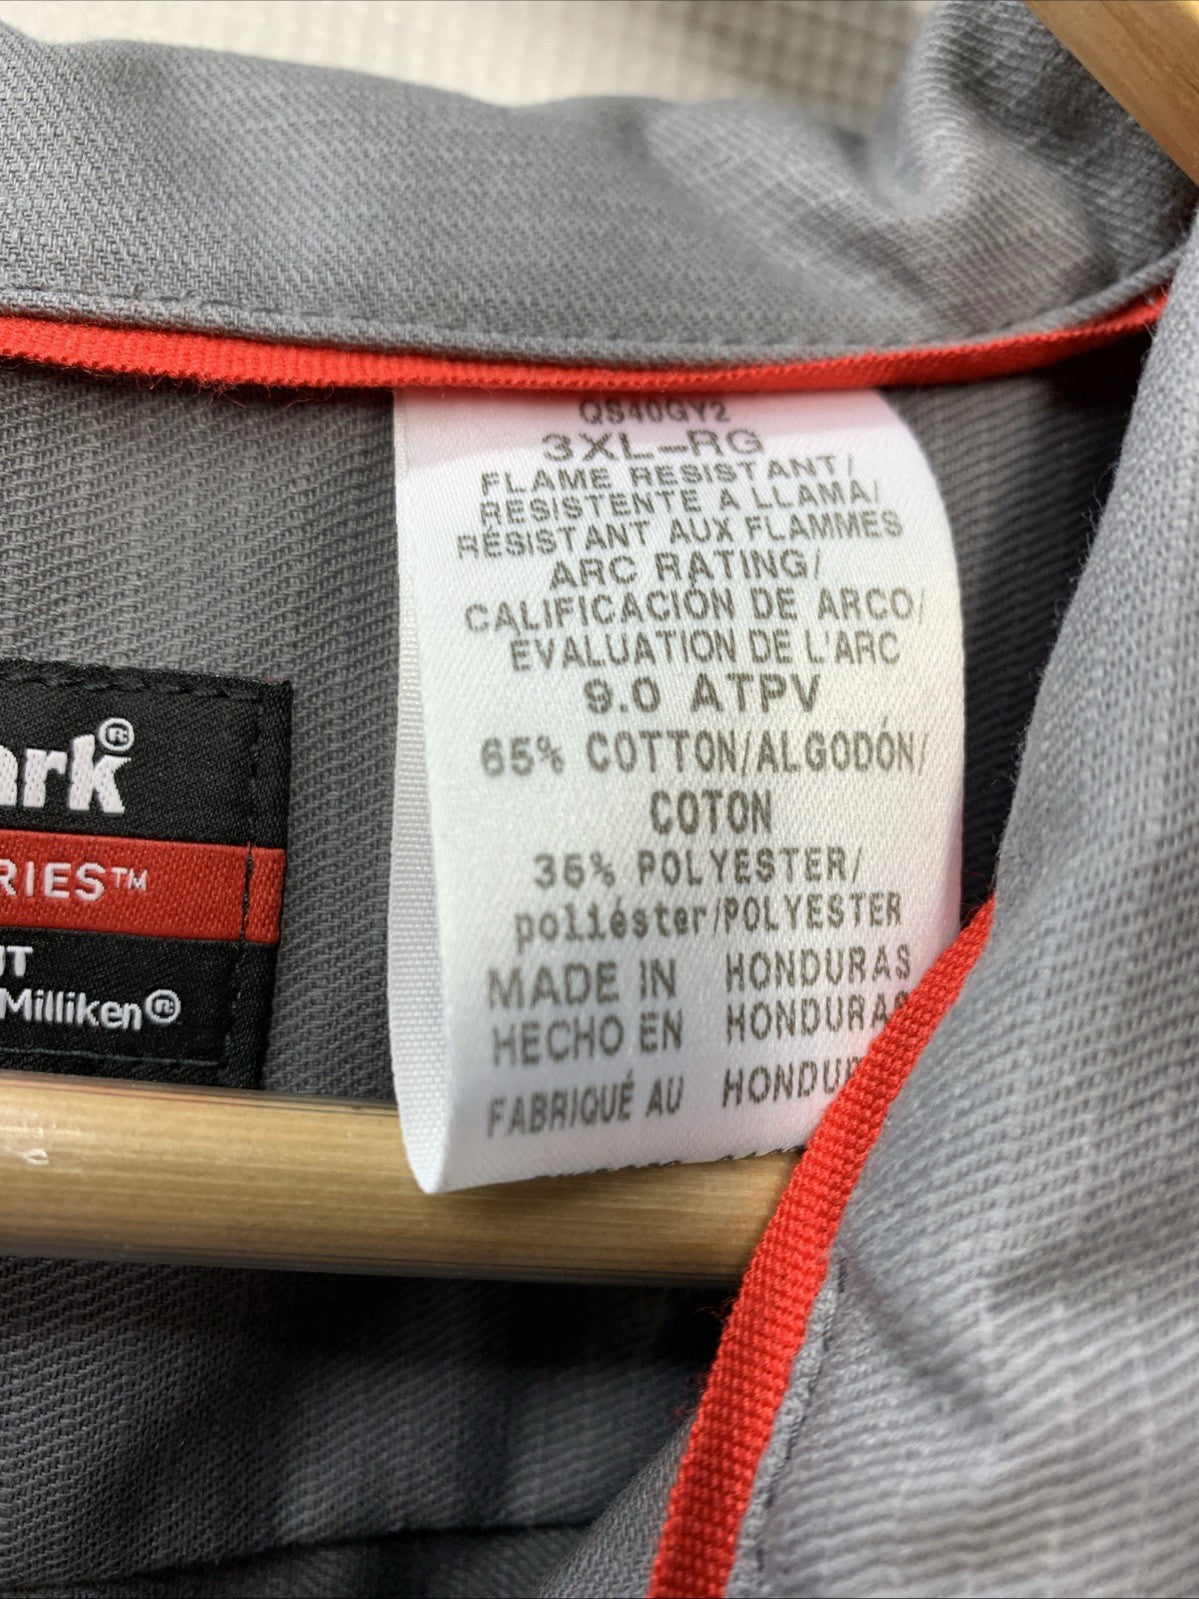 QS40GY2
3XL-RG
FLAME RESISTANT/
RESISTENTE A LLAMA/
RÉSISTANT AUX FLAMMES
ARC RATING/
CALIFICACIÓN DE ARCO/
ÉVALUATION DE L'ARC
9.0 ATPV
65% COTTON/ALGODÓN/
COTON
35% POLYESTER/
poliéster/POLYESTER
MADE IN HONDURAS
HECHO EN HONDURAS
FABRIQUÉ AU HONDU
ark®
RIES™
UT
Milliken®